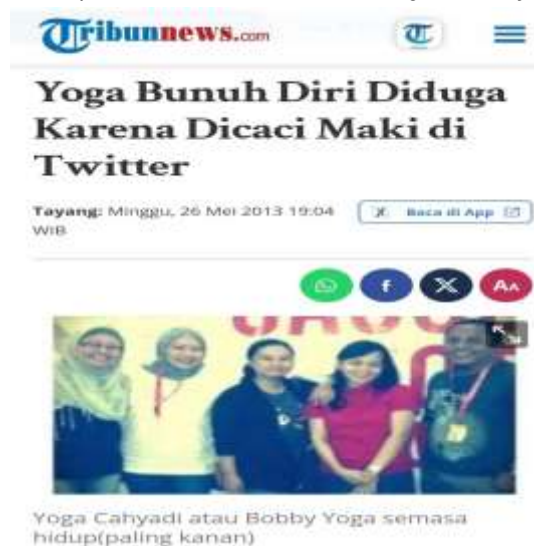 Tribunnews.com
Yoga Bunuh Diri Diduga
Karena Dicaci Maki di
Twitter
Tayang: Minggu, 26 Mei 2013 19:04
WIB
Baca di App
AA
Yoga Cahyadi atau Bobby Yoga semasa
hidup(paling kanan)